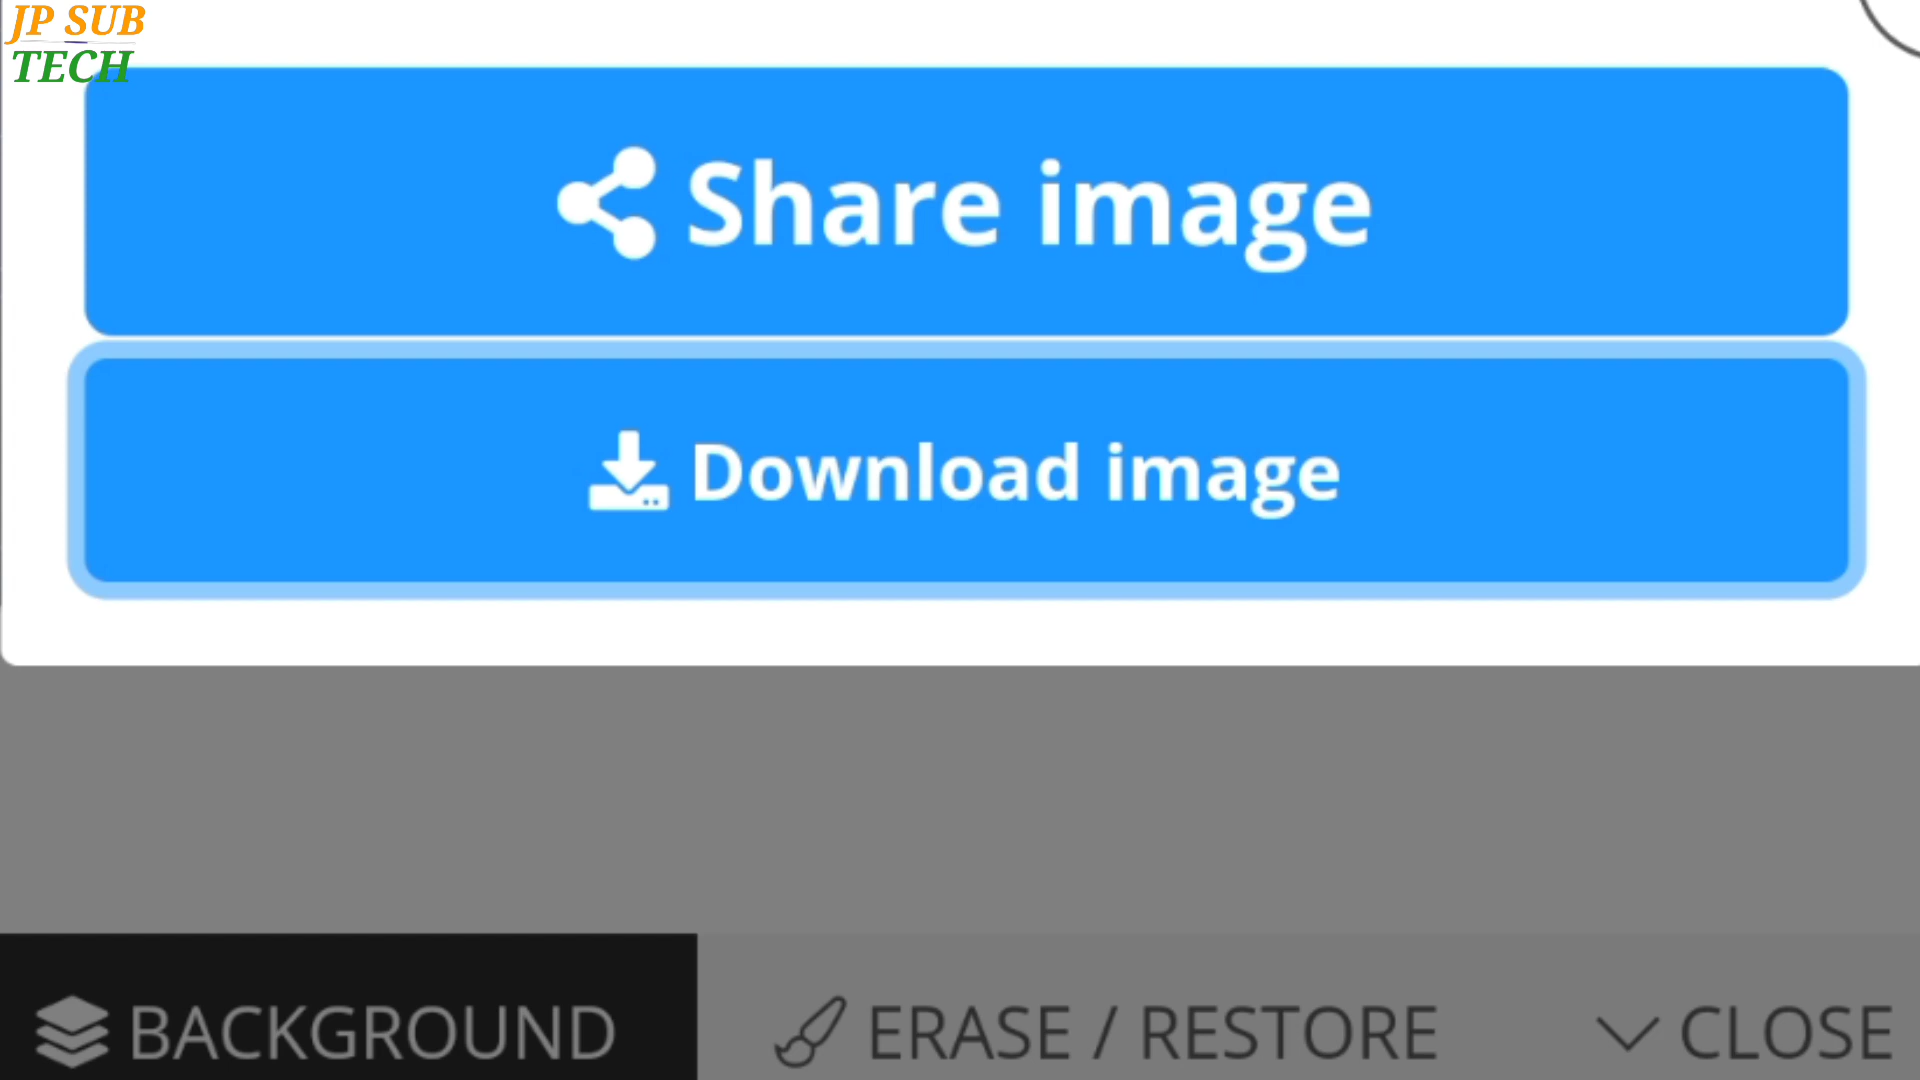 JP SUB
TECH
Share image
Download image
BACKGROUND
ERASE / RESTORE
CLOSE